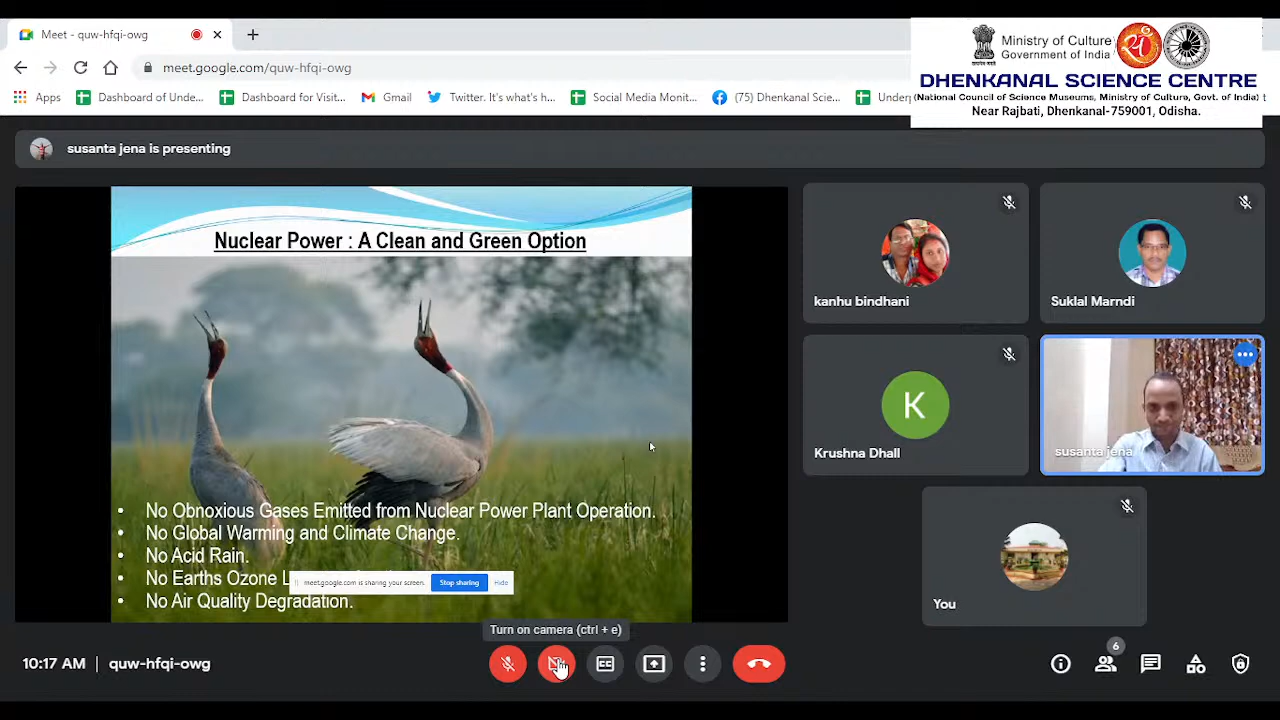 Meet - quw-hfqi-owg
meet.google.com/quw-hfqi-owg
Apps
Dashboard of Unde...
Dashboard for Visit...
Gmail
Twitter. It's what's h...
Social Media Monit...
(75) Dhenkanal Scie...
Ministry of Culture
Government of India
DHENKANAL SCIENCE CENTRE
(National Council of Science Museums, Ministry of Culture, Govt. of India)
Near Rajbati, Dhenkanal-759001, Odisha.
susanta jena is presenting
Nuclear Power : A Clean and Green Option
• No Obnoxious Gases Emitted from Nuclear Power Plant Operation.
• No Global Warming and Climate Change.
• No Acid Rain.
• No Earths Ozone L
• No Air Quality Degradation.
meet.google.com is sharing your screen.
Stop sharing
Hide
kanhu bindhani
Suklal Marndi
K
Krushna Dhall
susanta jena
You
Turn on camera (ctrl + e)
10:17 AM | quw-hfqi-owg
CC
6